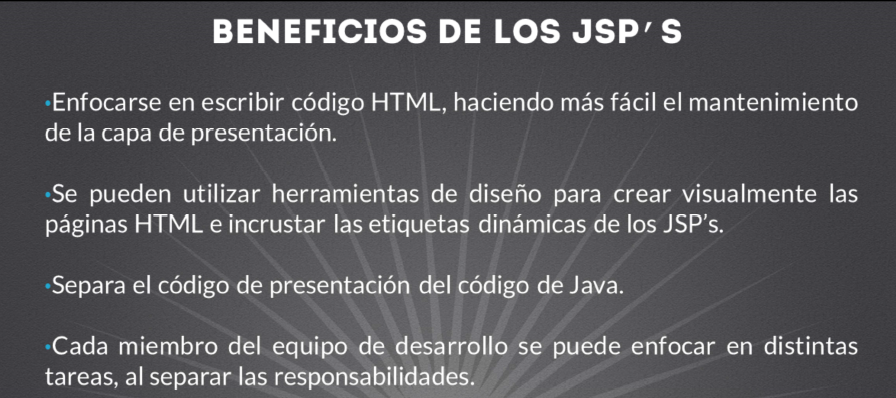 BENEFICIOS DE LOS JSP’S
•Enfocarse en escribir código HTML, haciendo más fácil el mantenimiento
de la capa de presentación.
•Se pueden utilizar herramientas de diseño para crear visualmente las
páginas HTML e incrustar las etiquetas dinámicas de los JSP’s.
•Separa el código de presentación del código de Java.
•Cada miembro del equipo de desarrollo se puede enfocar en distintas
tareas, al separar las responsabilidades.